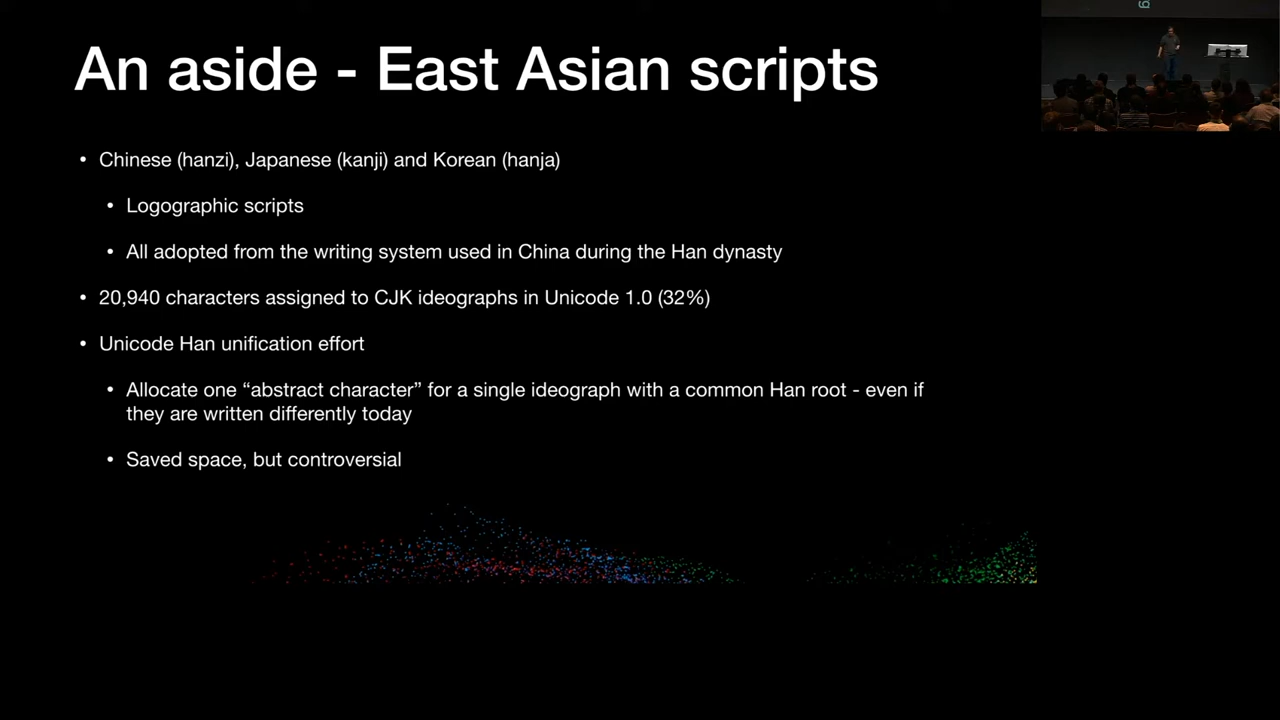 An aside - East Asian scripts
• Chinese (hanzi), Japanese (kanji) and Korean (hanja)
• Logographic scripts
• All adopted from the writing system used in China during the Han dynasty
• 20,940 characters assigned to CJK ideographs in Unicode 1.0 (32%)
• Unicode Han unification effort
• Allocate one “abstract character” for a single ideograph with a common Han root - even if
they are written differently today
• Saved space, but controversial